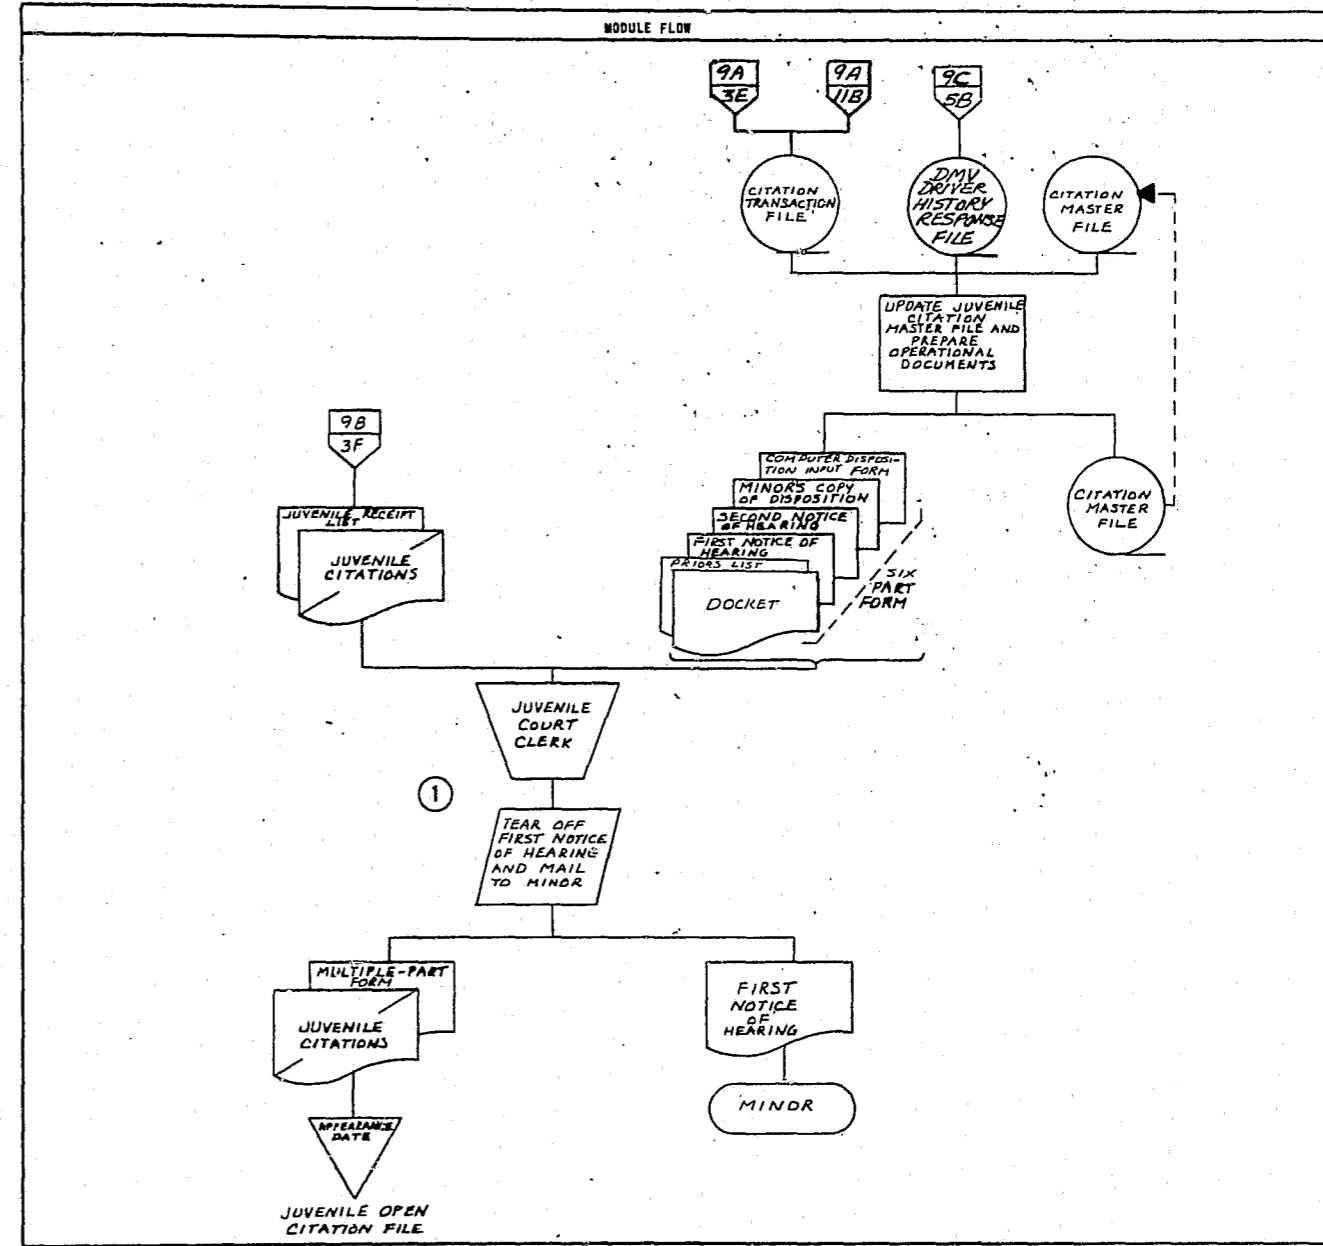 MODULE FLOW
9A
3E
9A
11B
9C
5B
CITATION
TRANSACTION
FILE
DMV
DRIVER
HISTORY
RESPONSE
FILE
CITATION
MASTER
FILE
UPDATE JUVENILE
CITATION
MASTER FILE AND
PREPARE
OPERATIONAL
DOCUMENTS
9B
3F
COMPUTER DISPOSI-
TION INPUT FORM
MINORS COPY
OF DISPOSITION
SECOND NOTICE
OF HEARING
FIRST NOTICE OF
HEARING
PRIORS LIST
DOCKET
SIX
PART
FORM
CITATION
MASTER
FILE
JUVENILE RECEIPT
LIST
JUVENILE
CITATIONS
JUVENILE
COURT
CLERK
1
TEAR OFF
FIRST NOTICE
OF HEARING
AND MAIL
TO MINOR
MULTIPLE-PART
FORM
JUVENILE
CITATIONS
FIRST
NOTICE
OF
HEARING
MINOR
APPEARANCE
DATE
JUVENILE OPEN
CITATION FILE